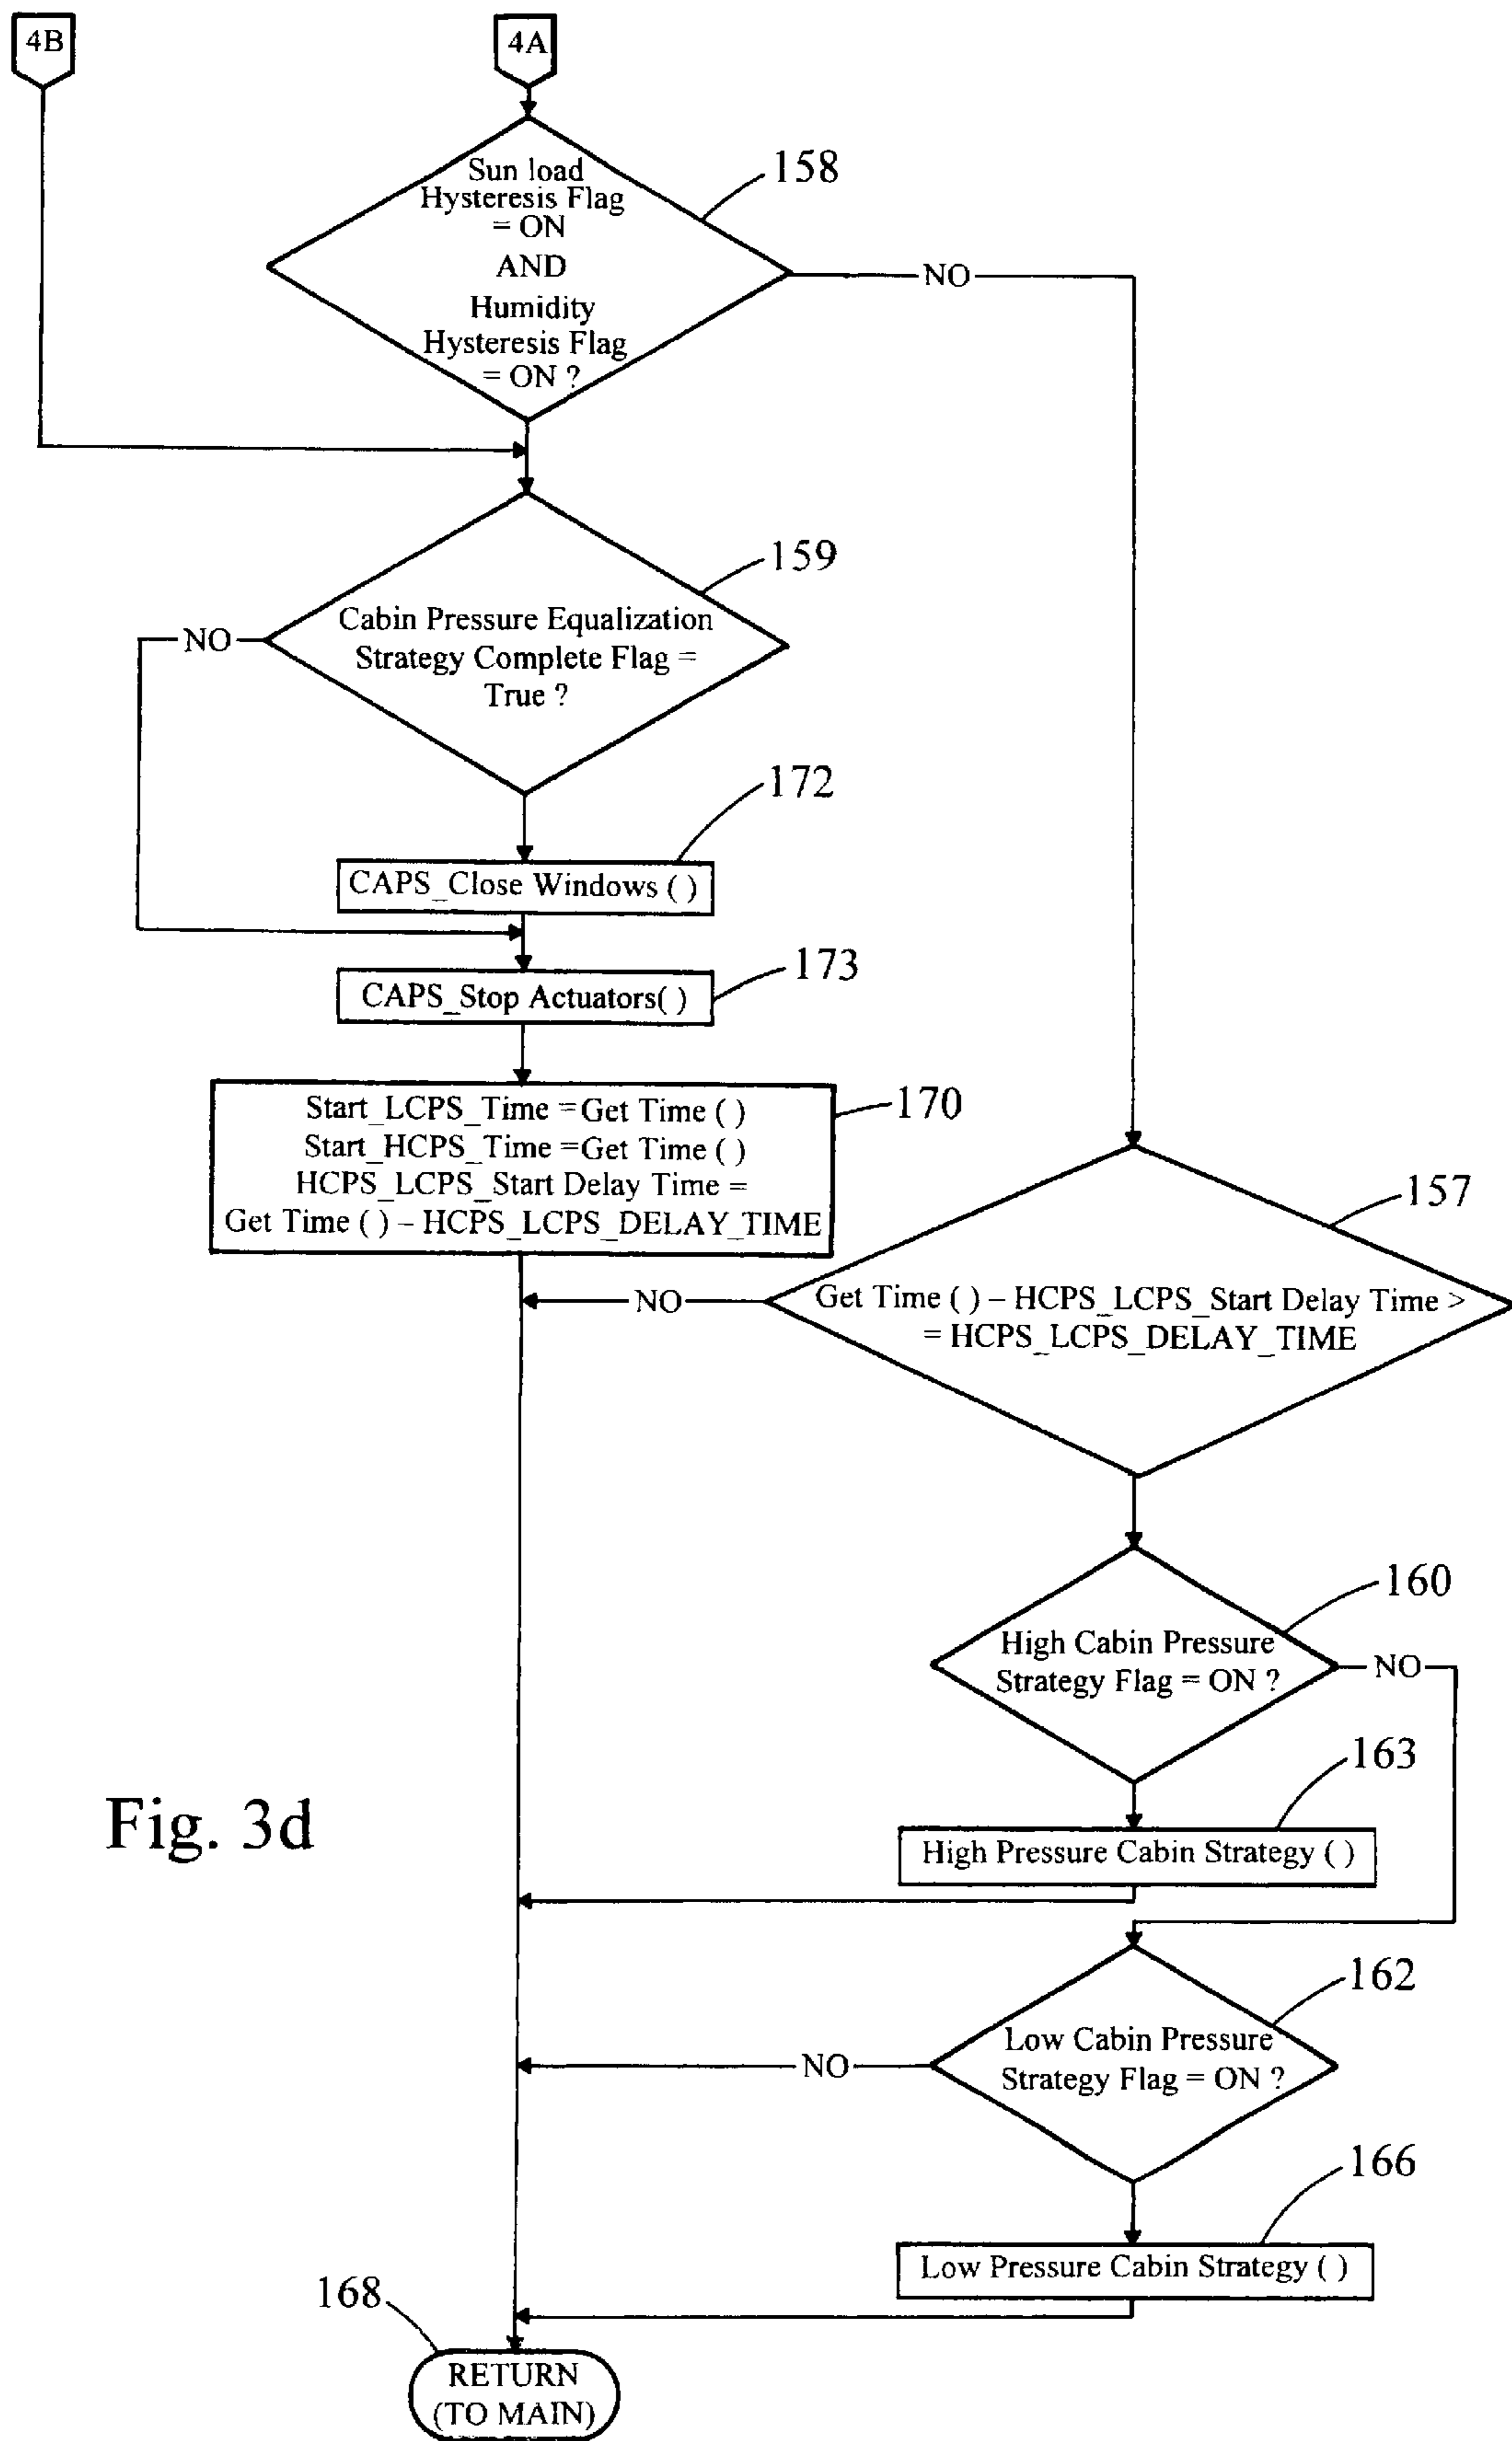 4B
4A
Sun load
Hysteresis Flag
= ON
AND
Humidity
Hysteresis Flag
= ON ?
158
NO
159
Cabin Pressure Equalization
Strategy Complete Flag =
True ?
NO
172
CAPS_Close Windows ( )
173
CAPS_Stop Actuators( )
170
Start_LCPS_Time =Get Time ( )
Start_HCPS_Time =Get Time ( )
HCPS_LCPS_Start Delay Time =
Get Time ( ) – HCPS_LCPS_DELAY_TIME
157
NO
Get Time ( ) – HCPS_LCPS_Start Delay Time >
= HCPS_LCPS_DELAY_TIME
160
High Cabin Pressure
Strategy Flag = ON ?
NO
163
High Pressure Cabin Strategy ( )
Fig. 3d
162
Low Cabin Pressure
Strategy Flag = ON ?
NO
166
Low Pressure Cabin Strategy ( )
168
RETURN
(TO MAIN)